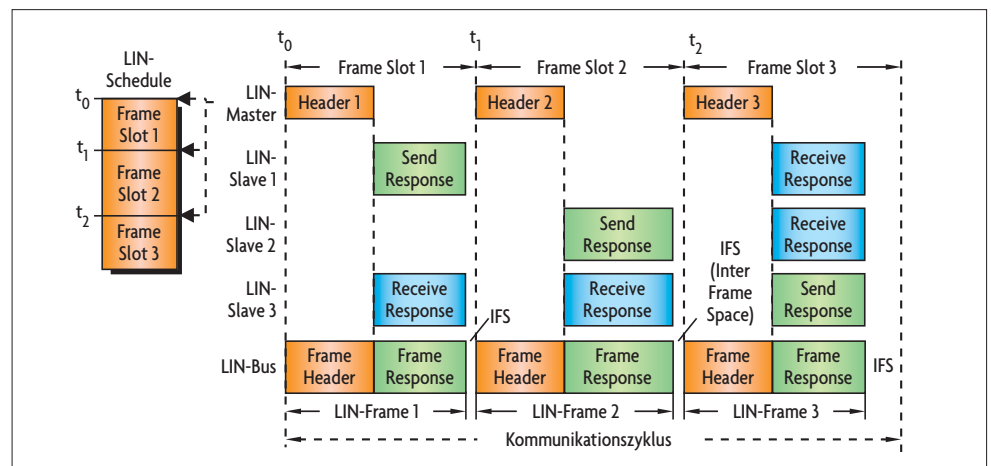 LIN-
Schedule
t0
Frame
Slot 1
t1
Frame
Slot 2
t2
Frame
Slot 3
t0
t1
t2
Frame Slot 1
Frame Slot 2
Frame Slot 3
LIN-
Master
Header 1
Header 2
Header 3
LIN-
Slave 1
Send
Response
Receive
Response
LIN-
Slave 2
Send
Response
Receive
Response
IFS
(Inter
Frame
Space)
LIN-
Slave 3
Receive
Response
IFS
Receive
Response
Send
Response
LIN-Bus
Frame
Header
Frame
Response
Frame
Header
Frame
Response
Frame
Header
Frame
Response
IFS
LIN-Frame 1
LIN-Frame 2
LIN-Frame 3
Kommunikationszyklus